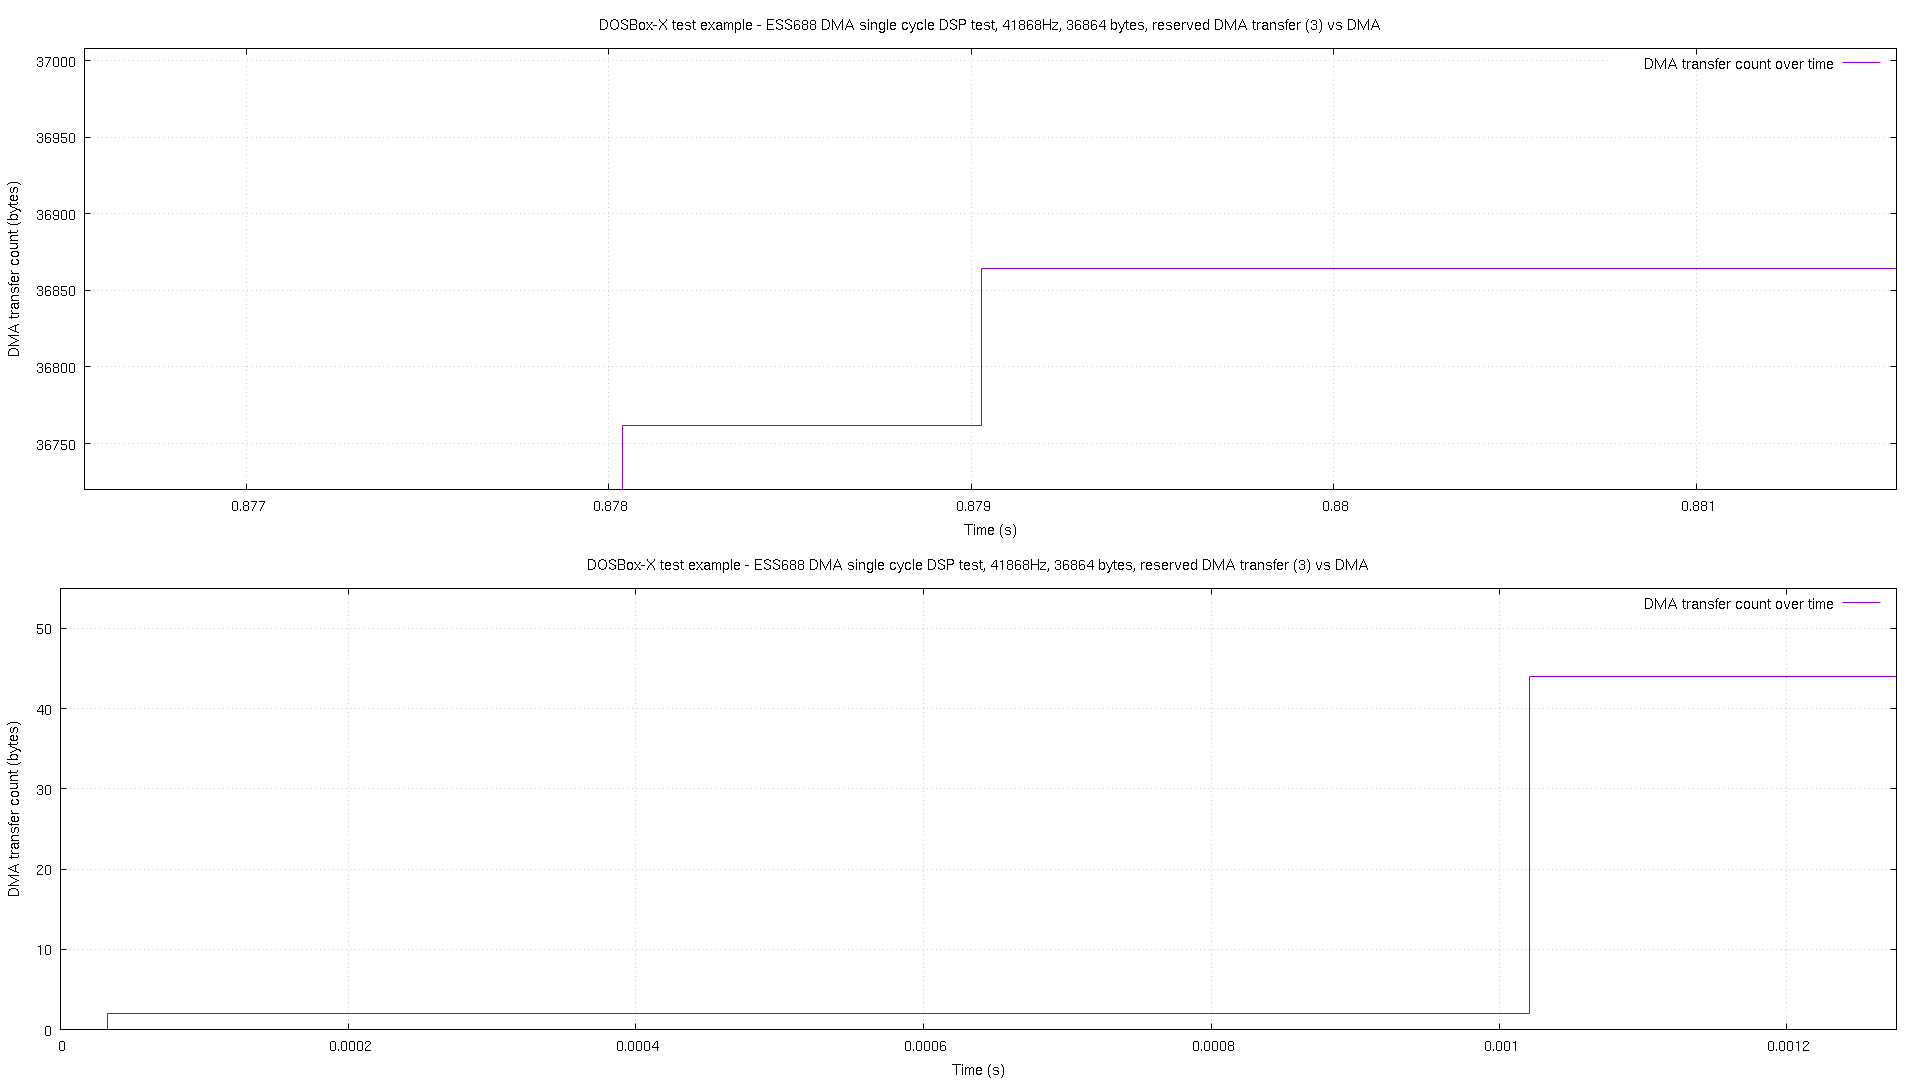 DOSBox-X test example - ESS688 DMA single cycle DSP test, 41868Hz, 36864 bytes, reserved DMA transfer (3) vs DMA
DMA transfer count over time
37000
36950
36900
36850
36800
36750
DMA transfer count (bytes)
0.877 0.878 0.879 0.88 0.881
Time (s)
DOSBox-X test example - ESS688 DMA single cycle DSP test, 41868Hz, 36864 bytes, reserved DMA transfer (3) vs DMA
DMA transfer count over time
50
40
30
20
10
0
DMA transfer count (bytes)
0 0.0002 0.0004 0.0006 0.0008 0.001 0.0012
Time (s)